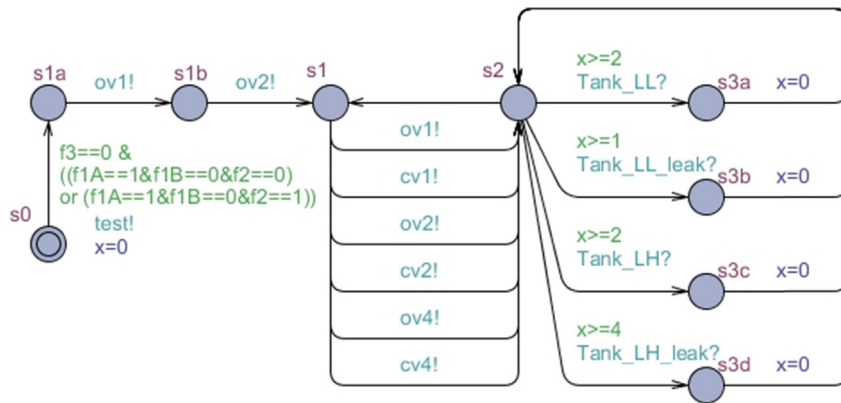 s1a
ov1!
s1b
ov2!
s1
s2
x>=2
Tank_LL?
s3a
x=0
ov1!
f3==0 &
((f1A==1&f1B==0&f2==0)
or (f1A==1&f1B==0&f2==1))
cv1!
x>=1
Tank_LL_leak?
s3b
x=0
s0
test!
x=0
ov2!
x>=2
Tank_LH?
s3c
x=0
cv2!
ov4!
x>=4
Tank_LH_leak?
s3d
x=0
cv4!